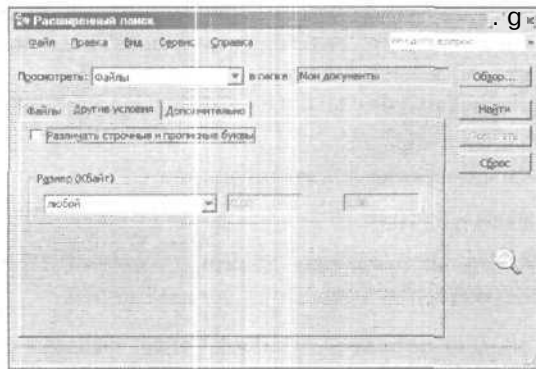 Расширенный поиск
Файл Правка Вид Сервис Справка
Просмотреть: Файлы в папке Мои документы Обзор...
Файлы Другие условия Дополнительно Найти
Различать строчные и прописные буквы
Сброс
Размер (Кбайт)
любой